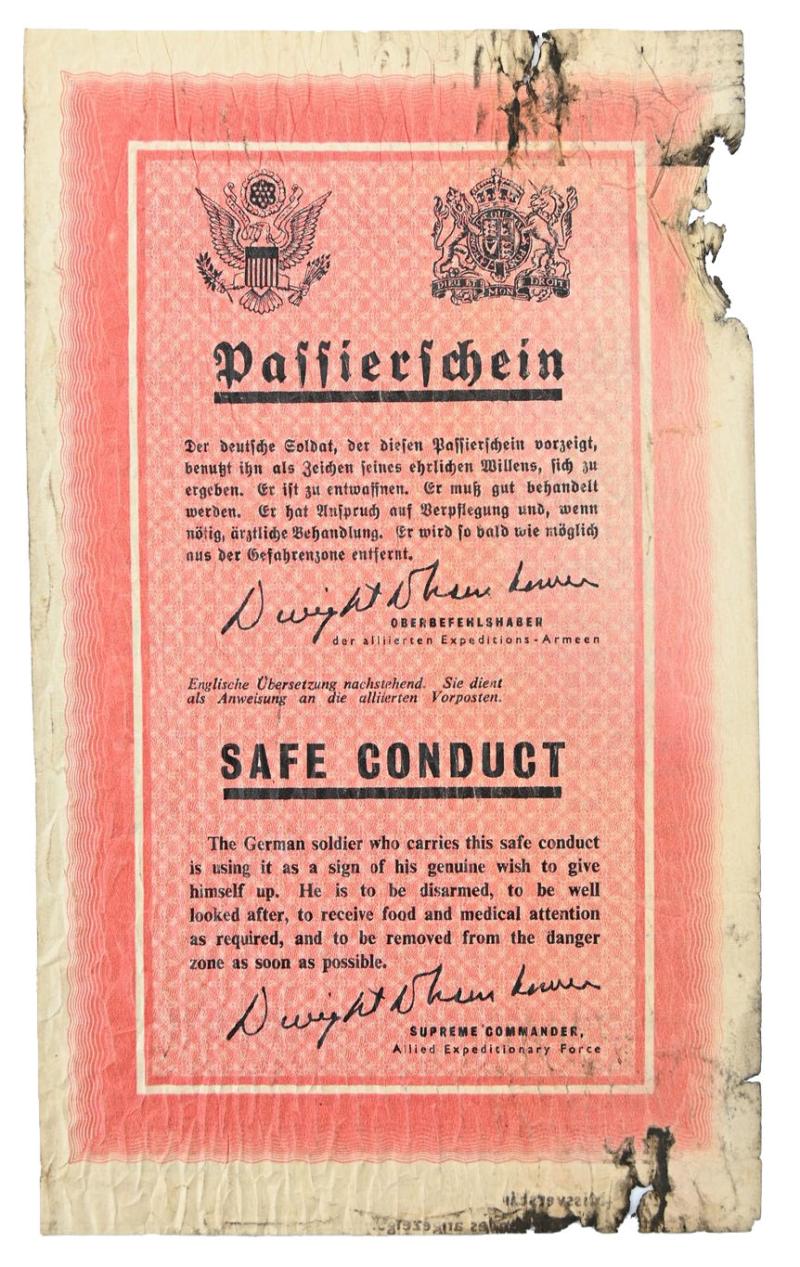 DIEU ET MON DROIT
Passierschein
Der deutsche Soldat, der diesen Passierschein vorzeigt,
benutzt ihn als Zeichen seines ehrlichen Willens, sich zu
ergeben. Er ist zu entwaffnen. Er muß gut behandelt
werden. Er hat Anspruch auf Verpflegung und, wenn
nötig, ärztliche Behandlung. Er wird so bald wie möglich
aus der Gefahrenzone entfernt.
Dwight D Eisenhower
OBERBEFEHLSHABER
der alliierten Expeditions-Armeen
Englische Übersetzung nachstehend. Sie dient
als Anweisung an die alliierten Vorposten.
SAFE CONDUCT
The German soldier who carries this safe conduct
is using it as a sign of his genuine wish to give
himself up. He is to be disarmed, to be well
looked after, to receive food and medical attention
as required, and to be removed from the danger
zone as soon as possible.
Dwight D Eisenhower
SUPREME COMMANDER,
Allied Expeditionary Force